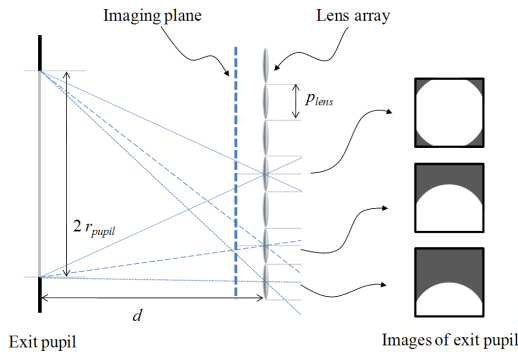 Imaging plane
Lens array
p_lens
2 r_pupil
d
Exit pupil
Images of exit pupil